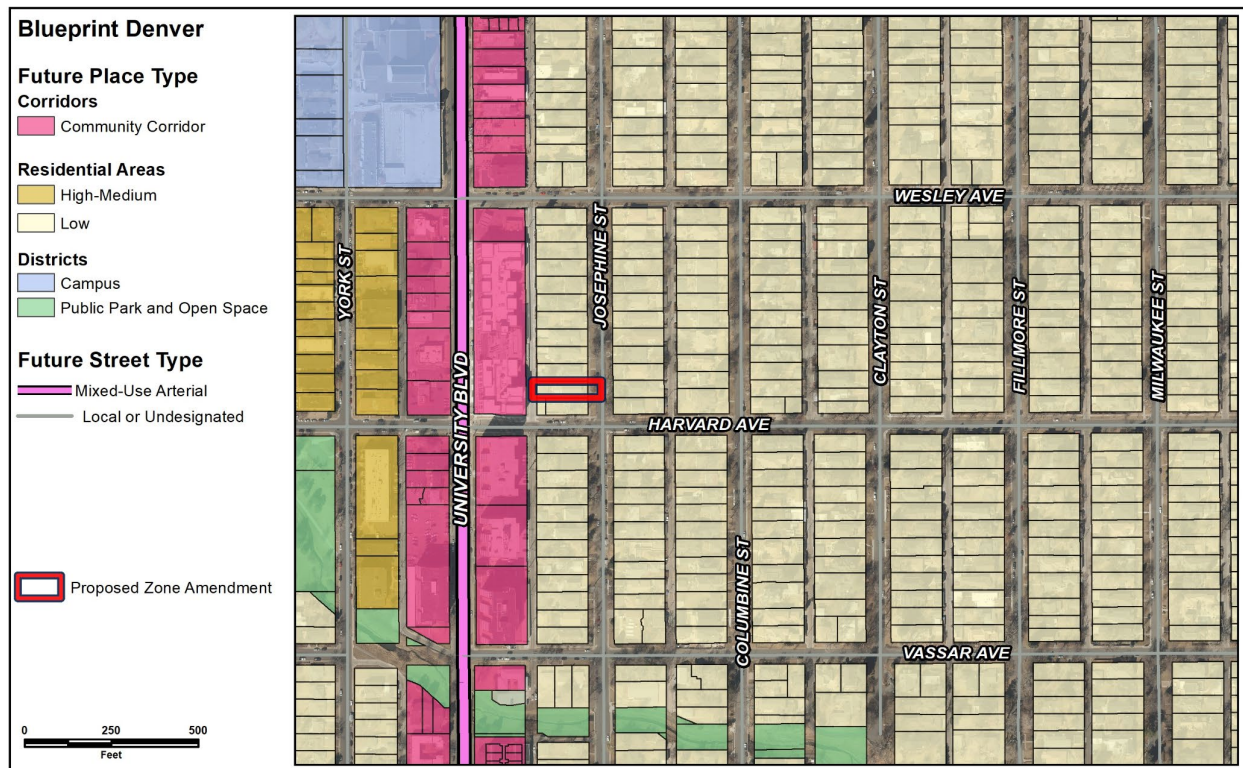 Blueprint Denver
Future Place Type
Corridors
Community Corridor
Residential Areas
High-Medium
Low
Districts
Campus
Public Park and Open Space
Future Street Type
Mixed-Use Arterial
Local or Undesignated
Proposed Zone Amendment
0 250 500
Feet
WESLEY AVE
YORK ST
JOSEPHINE ST
CLAYTON ST
FILLMORE ST
MILWAUKEE ST
UNIVERSITY BLVD
HARVARD AVE
COLUMBINE ST
VASSAR AVE